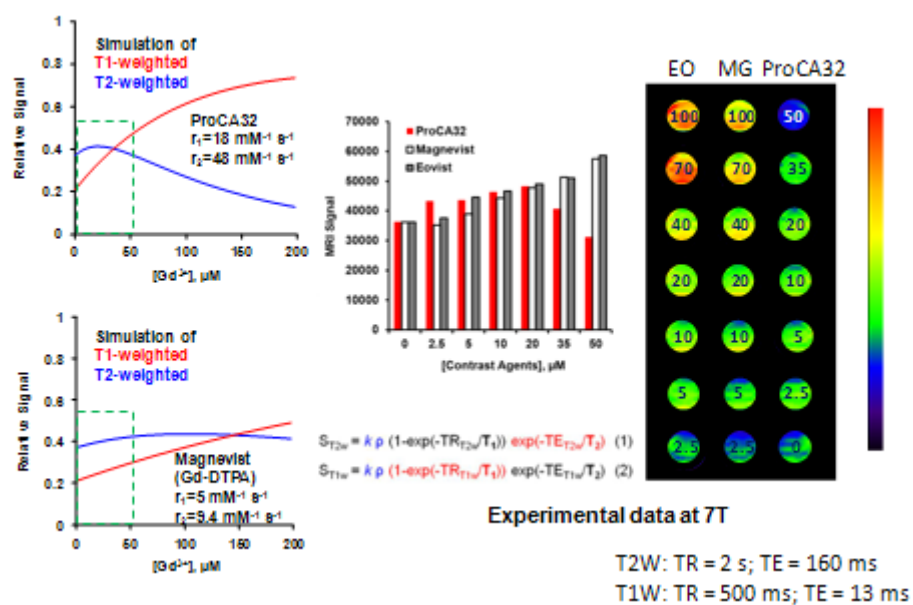 Simulation of
T1-weighted
T2-weighted
ProCA32
r₁=18 mM⁻¹ s⁻¹
r₂=48 mM⁻¹ s⁻¹
Relative Signal
1
0.8
0.6
0.4
0.2
0
0 50 100 150 200
[Gd³⁺], µM
Simulation of
T1-weighted
T2-weighted
Magnevist
(Gd-DTPA)
r₁=5 mM⁻¹ s⁻¹
r₂=9.4 mM⁻¹ s⁻¹
Relative Signal
1
0.8
0.6
0.4
0.2
0
0 50 100 150 200
[Gd³⁺], µM
ProCA32
Magnevist
Eovist
MRI Signal
70000
60000
50000
40000
30000
20000
10000
0
0 2.5 5 10 20 35 50
[Contrast Agents], µM
S_T2w = k ρ (1-exp(-TR_T2w/T₁)) exp(-TE_T2w/T₂) (1)
S_T1w = k ρ (1-exp(-TR_T1w/T₁)) exp(-TE_T1w/T₂) (2)
EO MG ProCA32
100 100 50
70 70 35
40 40 20
20 20 10
10 10 5
5 5 2.5
2.5 2.5 0
Experimental data at 7T
T2W: TR = 2 s; TE = 160 ms
T1W: TR = 500 ms; TE = 13 ms